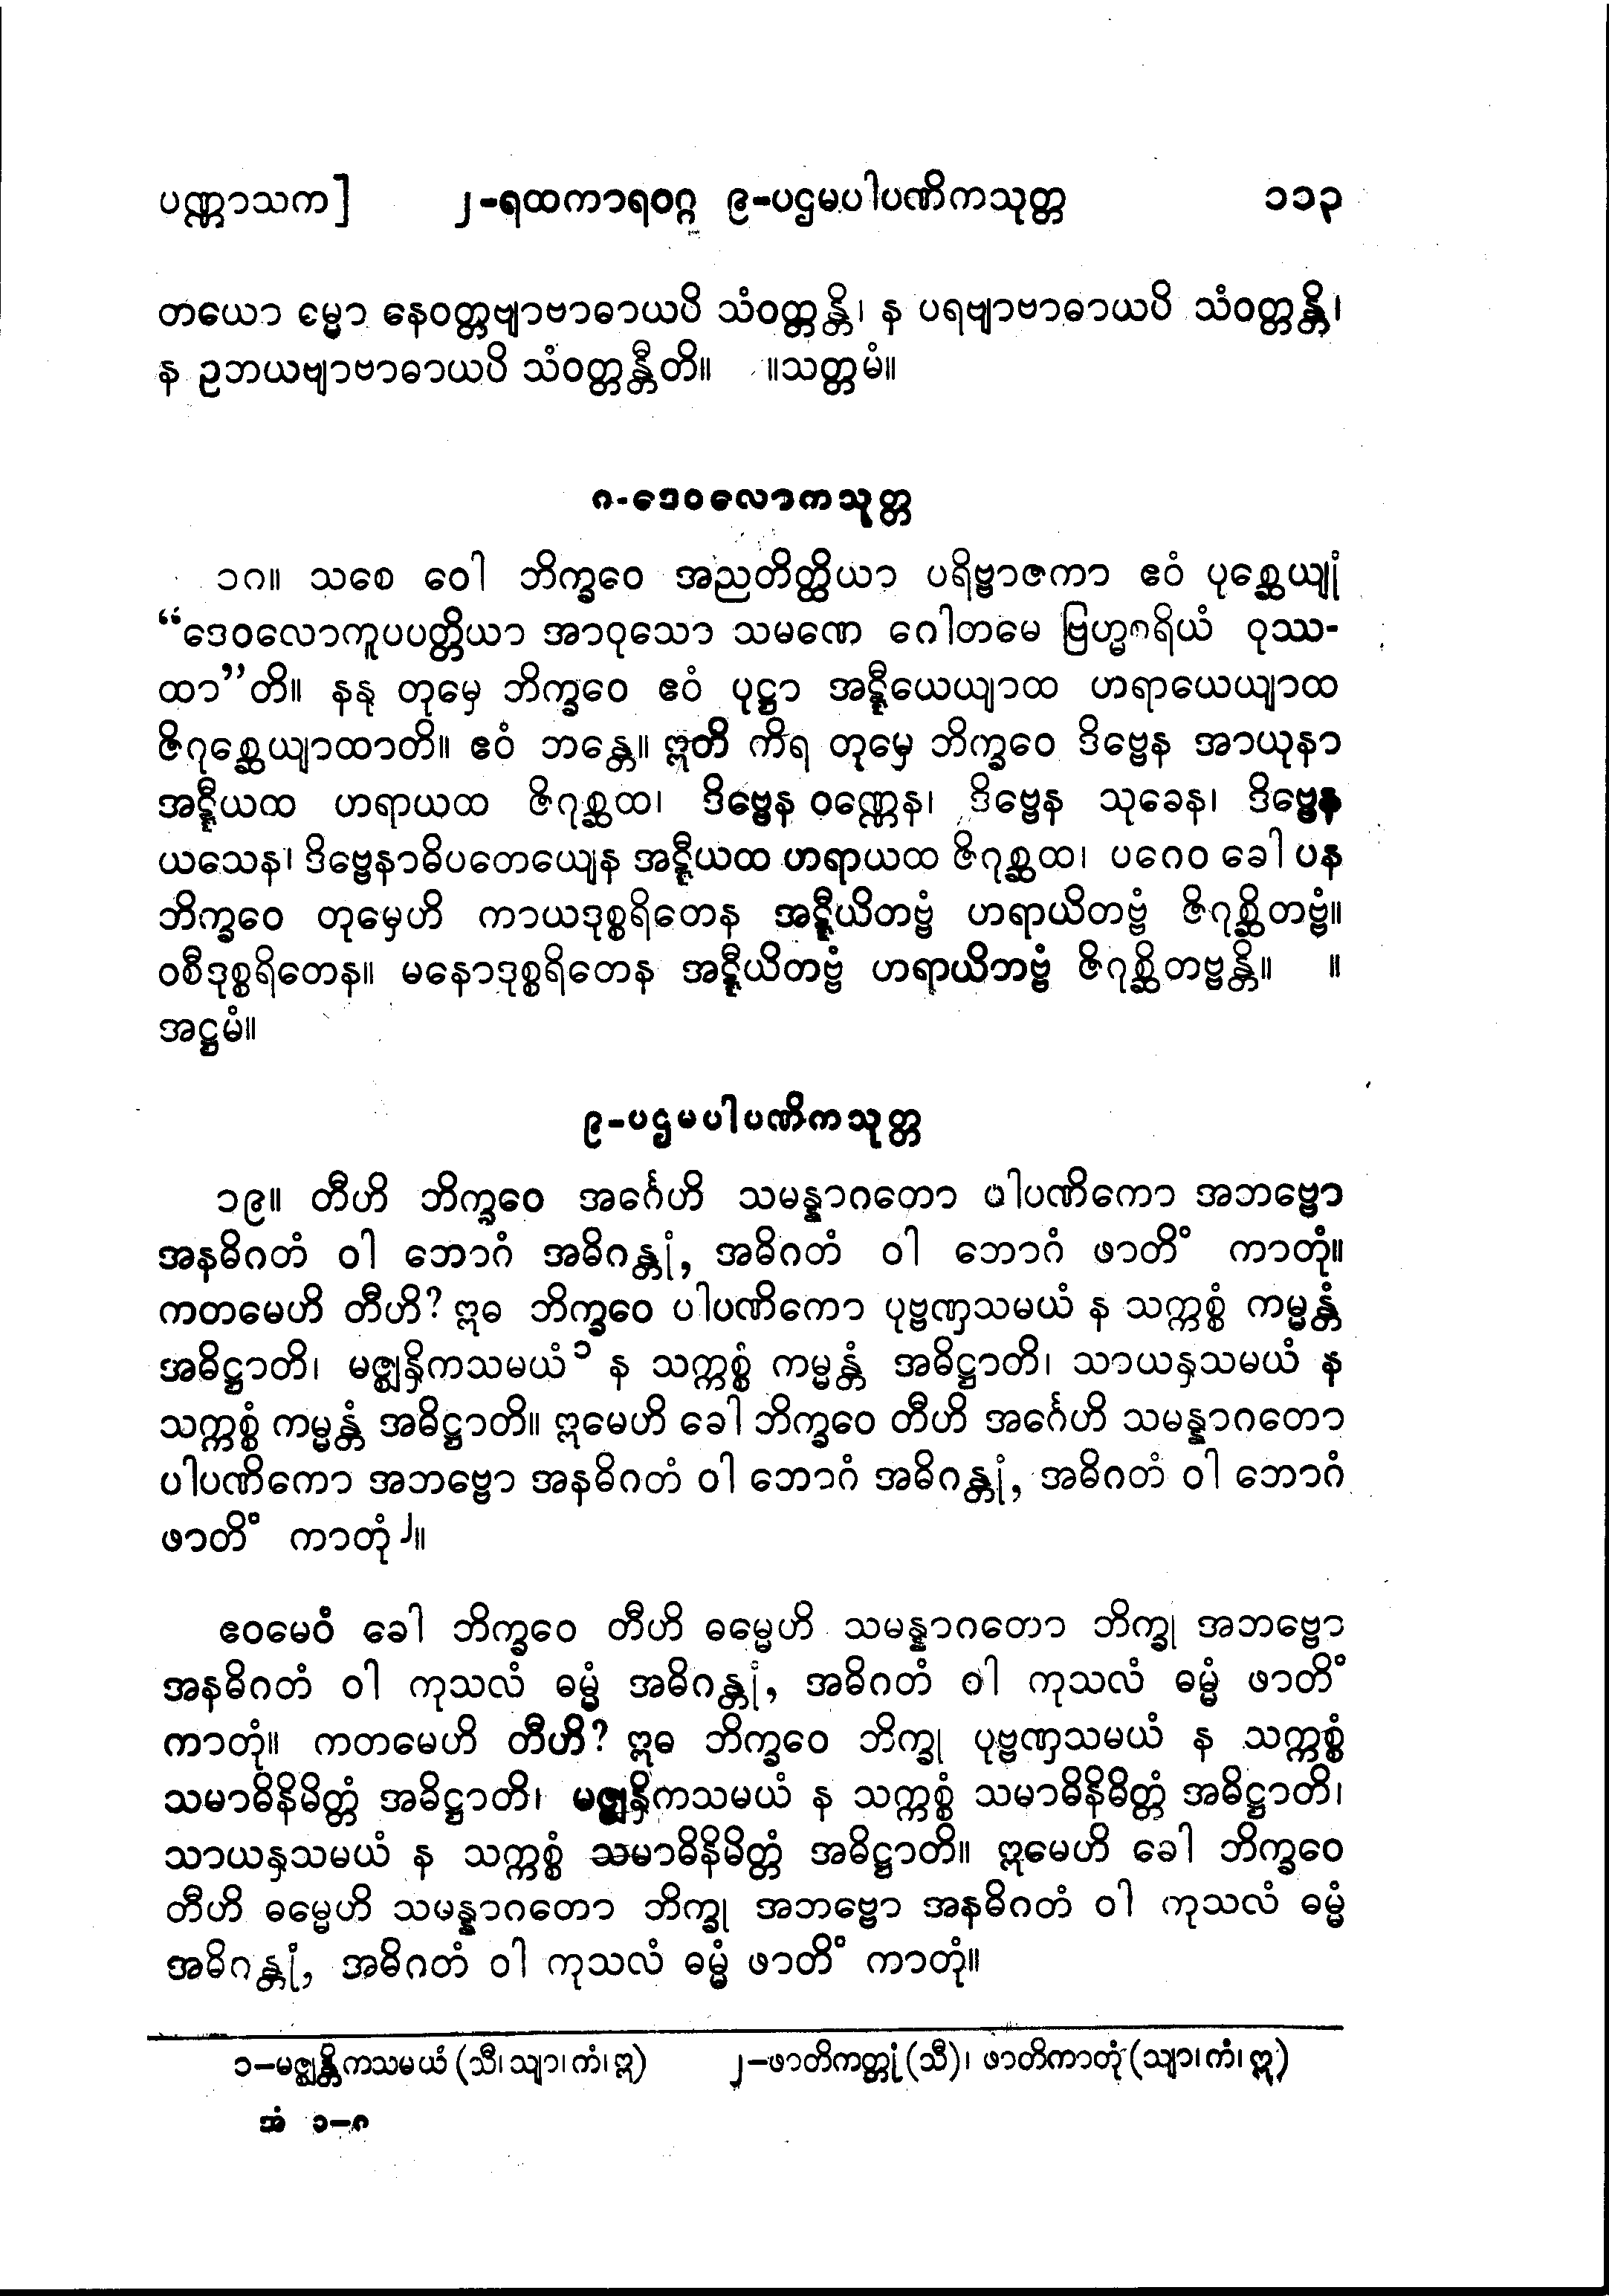 ပဏ္ဏာသက] ၂-ရထကာရဝဂ္ဂ ၉-ပဌမပါပဏိကသုတ္တ ၁၁၃
တယော ဓမ္မော နေဝတ္တဗျာဗာဓာယပိ သံဝတ္တန္တိ၊ န ပရဗျာဗာဓာယပိ သံဝတ္တန္တိ၊
န ဥဘယဗျာဗာဓာယပိ သံဝတ္တန္တီတိ။ ။သတ္တမံ။
၈-ဒေဝလောကသုတ္တ
၁၈။ သစေ ဝေါ ဘိက္ခဝေ အညတိတ္ထိယာ ပရိဗ္ဗာဇကာ ဧဝံ ပုစ္ဆေယျုံ
“ဒေဝလောကူပပတ္တိယာ အာဝုသော သမဏေ ဂေါတမေ ဗြဟ္မစရိယံ ဝုဿ-
ထာ”တိ။ နနု တုမှေ ဘိက္ခဝေ ဧဝံ ပုဋ္ဌာ အဋ္ဋီယေယျာထ ဟရာယေယျာထ
ဇိဂုစ္ဆေယျာထာတိ။ ဧဝံ ဘန္တေ။ ဣတိ ကိရ တုမှေ ဘိက္ခဝေ ဒိဗ္ဗေန အာယုနာ
အဋ္ဋီယထ ဟရာယထ ဇိဂုစ္ဆထ၊ ဒိဗ္ဗေန ဝဏ္ဏေန၊ ဒိဗ္ဗေန သုခေန၊ ဒိဗ္ဗေန
ယသေန၊ ဒိဗ္ဗေနာဓိပတေယျေန အဋ္ဋီယထ ဟရာယထ ဇိဂုစ္ဆထ၊ ပဂေဝ ခေါ ပန
ဘိက္ခဝေ တုမှေဟိ ကာယဒုစ္စရိတေန အဋ္ဋီယိတဗ္ဗံ ဟရာယိတဗ္ဗံ ဇိဂုစ္ဆိတဗ္ဗံ။
ဝစီဒုစ္စရိတေန။ မနောဒုစ္စရိတေန အဋ္ဋီယိတဗ္ဗံ ဟရာယိတဗ္ဗံ ဇိဂုစ္ဆိတဗ္ဗန္တိ။ ။
အဋ္ဌမံ။
၉-ပဌမပါပဏိကသုတ္တ
၁၉။ တီဟိ ဘိက္ခဝေ အင်္ဂေဟိ သမန္နာဂတော ပါပဏိကော အဘဗ္ဗော
အနဓိဂတံ ဝါ ဘောဂံ အဓိဂန္တုံ, အဓိဂတံ ဝါ ဘောဂံ ဖာတိံ ကာတုံ။
ကတမေဟိ တီဟိ? ဣဓ ဘိက္ခဝေ ပါပဏိကော ပုဗ္ဗဏှသမယံ န သက္ကစ္စံ ကမ္မန္တံ
အဓိဋ္ဌာတိ၊ မဇ္ဈနှိကသမယံ ၁ န သက္ကစ္စံ ကမ္မန္တံ အဓိဋ္ဌာတိ၊ သာယနှသမယံ န
သက္ကစ္စံ ကမ္မန္တံ အဓိဋ္ဌာတိ။ ဣမေဟိ ခေါ ဘိက္ခဝေ တီဟိ အင်္ဂေဟိ သမန္နာဂတော
ပါပဏိကော အဘဗ္ဗော အနဓိဂတံ ဝါ ဘောဂံ အဓိဂန္တုံ, အဓိဂတံ ဝါ ဘောဂံ
ဖာတိံ ကာတုံ ၂။
ဧဝမေဝံ ခေါ ဘိက္ခဝေ တီဟိ ဓမ္မေဟိ သမန္နာဂတော ဘိက္ခု အဘဗ္ဗော
အနဓိဂတံ ဝါ ကုသလံ ဓမ္မံ အဓိဂန္တုံ, အဓိဂတံ ဝါ ကုသလံ ဓမ္မံ ဖာတိံ
ကာတုံ။ ကတမေဟိ တီဟိ? ဣဓ ဘိက္ခဝေ ဘိက္ခု ပုဗ္ဗဏှသမယံ န သက္ကစ္စံ
သမာဓိနိမိတ္တံ အဓိဋ္ဌာတိ၊ မဇ္ဈနှိကသမယံ န သက္ကစ္စံ သမာဓိနိမိတ္တံ အဓိဋ္ဌာတိ၊
သာယနှသမယံ န သက္ကစ္စံ သမာဓိနိမိတ္တံ အဓိဋ္ဌာတိ။ ဣမေဟိ ခေါ ဘိက္ခဝေ
တီဟိ ဓမ္မေဟိ သမန္နာဂတော ဘိက္ခု အဘဗ္ဗော အနဓိဂတံ ဝါ ကုသလံ ဓမ္မံ
အဓိဂန္တုံ, အဓိဂတံ ဝါ ကုသလံ ဓမ္မံ ဖာတိံ ကာတုံ။
၁–မဇ္ဈန္တိကသမယံ (သီ၊ သျာ၊ ကံ၊ ဣ) ၂–ဖာတိကတ္တုံ (သီ)၊ ဖာတိကာတုံ (သျာ၊ ကံ၊ ဣ)
အံ ၁–၈